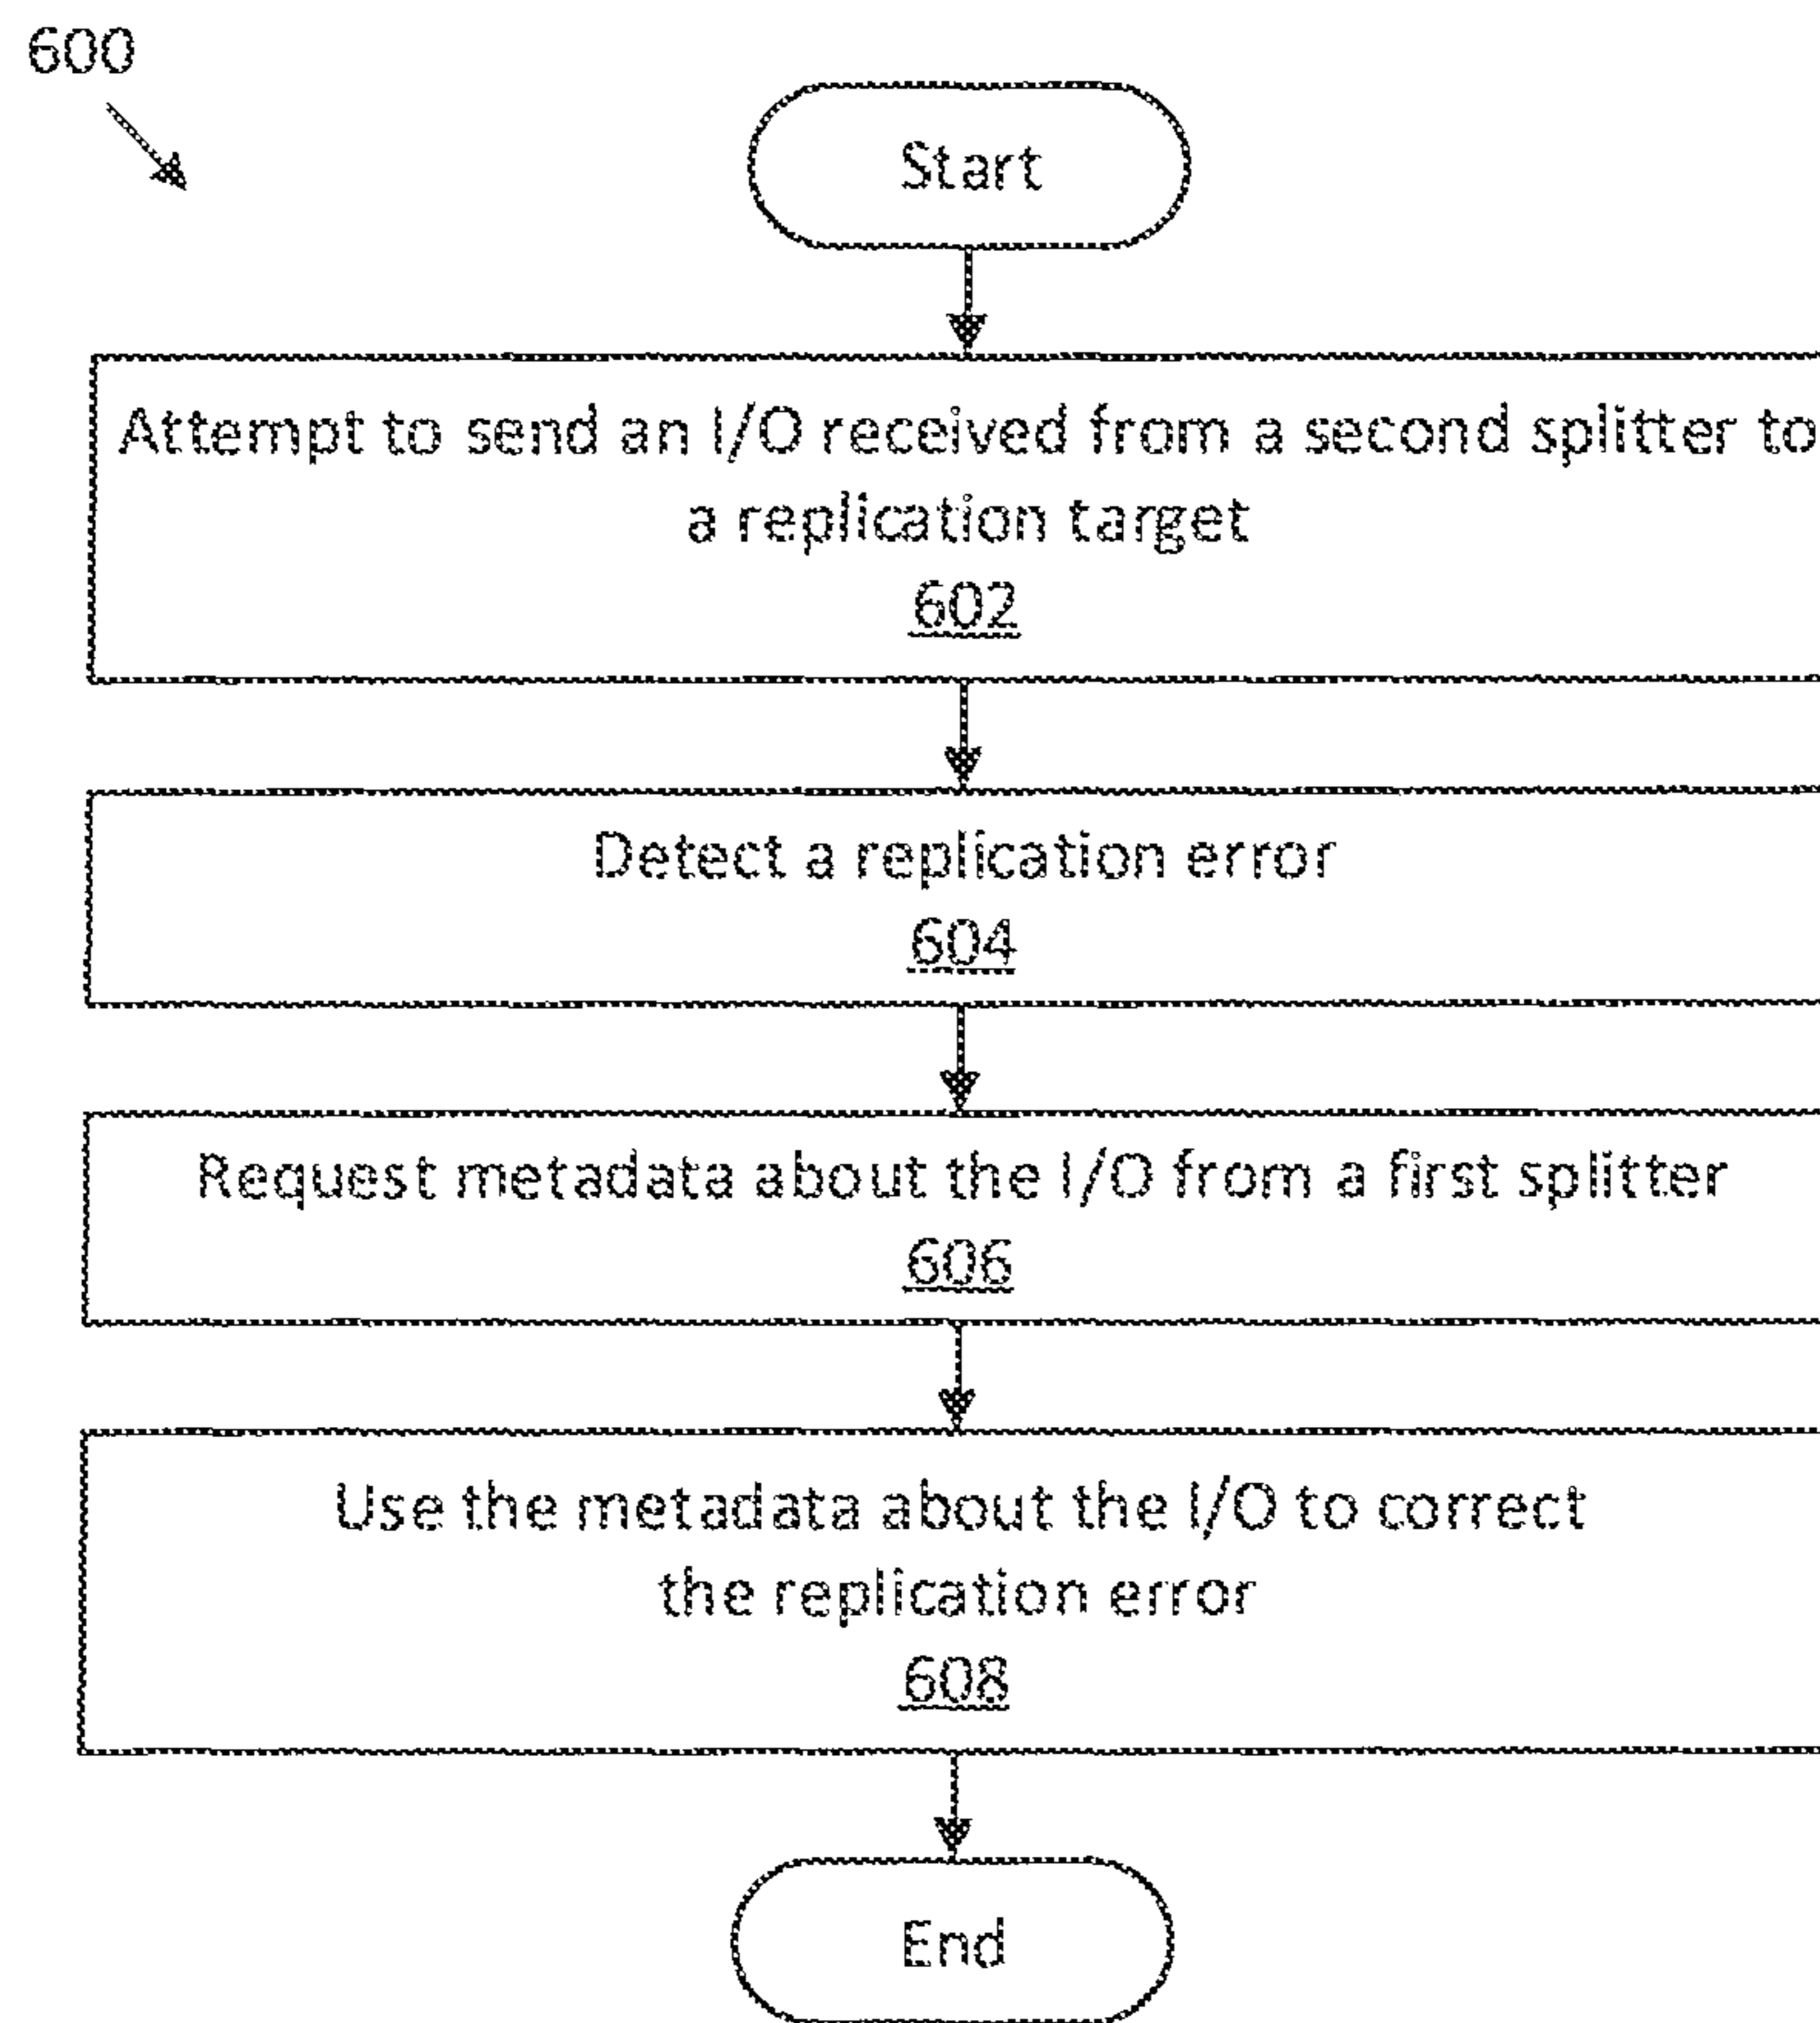 600
Start
Attempt to send an I/O received from a second splitter to
a replication target
602
Detect a replication error
604
Request metadata about the I/O from a first splitter
606
Use the metadata about the I/O to correct
the replication error
608
End